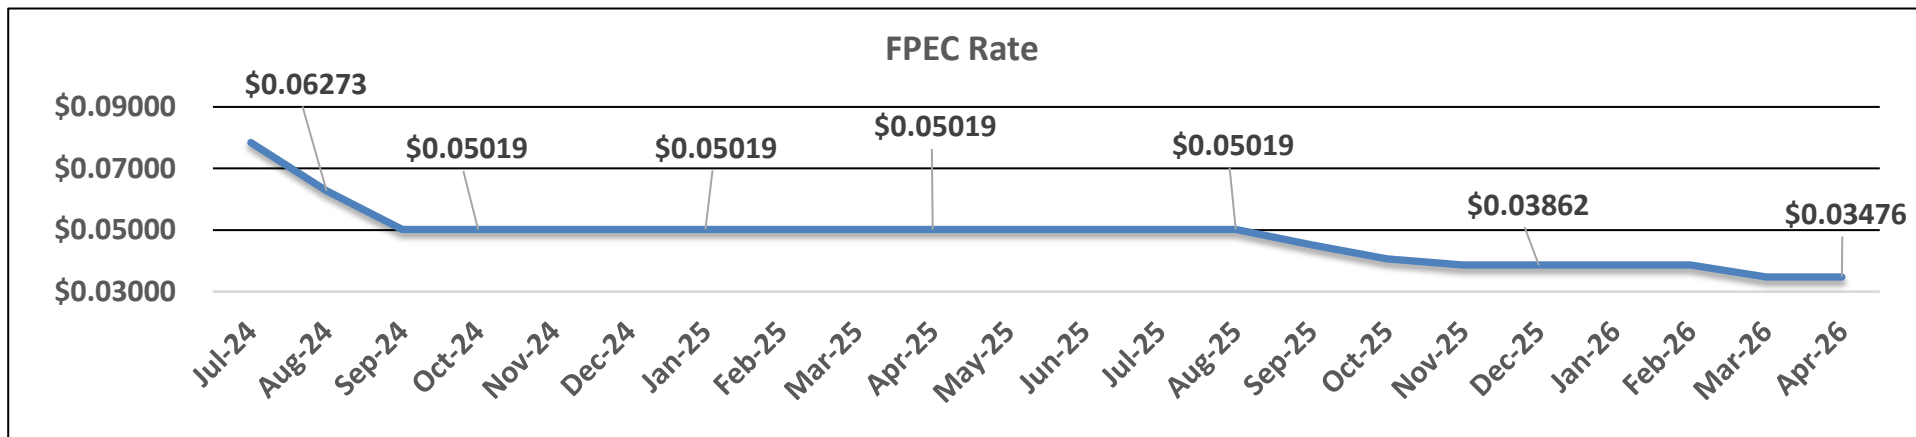 FPEC Rate
$0.09000
$0.07000
$0.05000
$0.03000
$0.06273
$0.05019
$0.05019
$0.05019
$0.05019
$0.03862
$0.03476
Jul-24
Aug-24
Sep-24
Oct-24
Nov-24
Dec-24
Jan-25
Feb-25
Mar-25
Apr-25
May-25
Jun-25
Jul-25
Aug-25
Sep-25
Oct-25
Nov-25
Dec-25
Jan-26
Feb-26
Mar-26
Apr-26